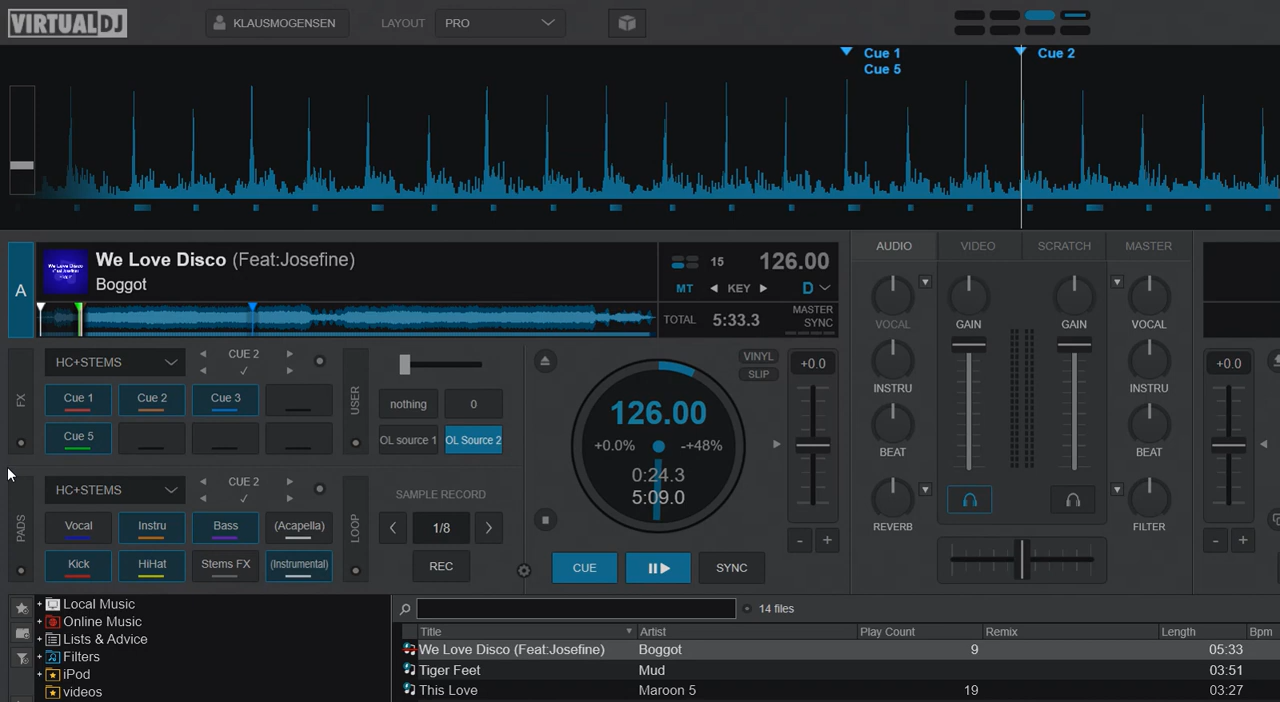 VIRTUALDJ
KLAUSMOGENSEN
LAYOUT
PRO
Cue 1
Cue 5
Cue 2
A
We Love Disco (Feat:Josefine)
Boggot
15
126.00
MT
KEY
D
TOTAL
5:33.3
MASTER
SYNC
AUDIO
VIDEO
SCRATCH
MASTER
VOCAL
GAIN
GAIN
VOCAL
INSTRU
INSTRU
BEAT
BEAT
REVERB
FILTER
FX
HC+STEMS
CUE 2
Cue 1
Cue 2
Cue 3
Cue 5
USER
nothing
0
OL source 1
OL Source 2
VINYL
SLIP
+0.0
126.00
+0.0%
-+48%
0:24.3
5:09.0
+0.0
PADS
HC+STEMS
CUE 2
Vocal
Instru
Bass
(Acapella)
Kick
HiHat
Stems FX
(Instrumental)
LOOP
SAMPLE RECORD
<
1/8
>
REC
CUE
SYNC
-
+
-
+
Local Music
Online Music
Lists & Advice
Filters
iPod
videos
14 files
Title Artist Play Count Remix Length Bpm
We Love Disco (Feat:Josefine) Boggot 9 05:33
Tiger Feet Mud 03:51
This Love Maroon 5 19 03:27